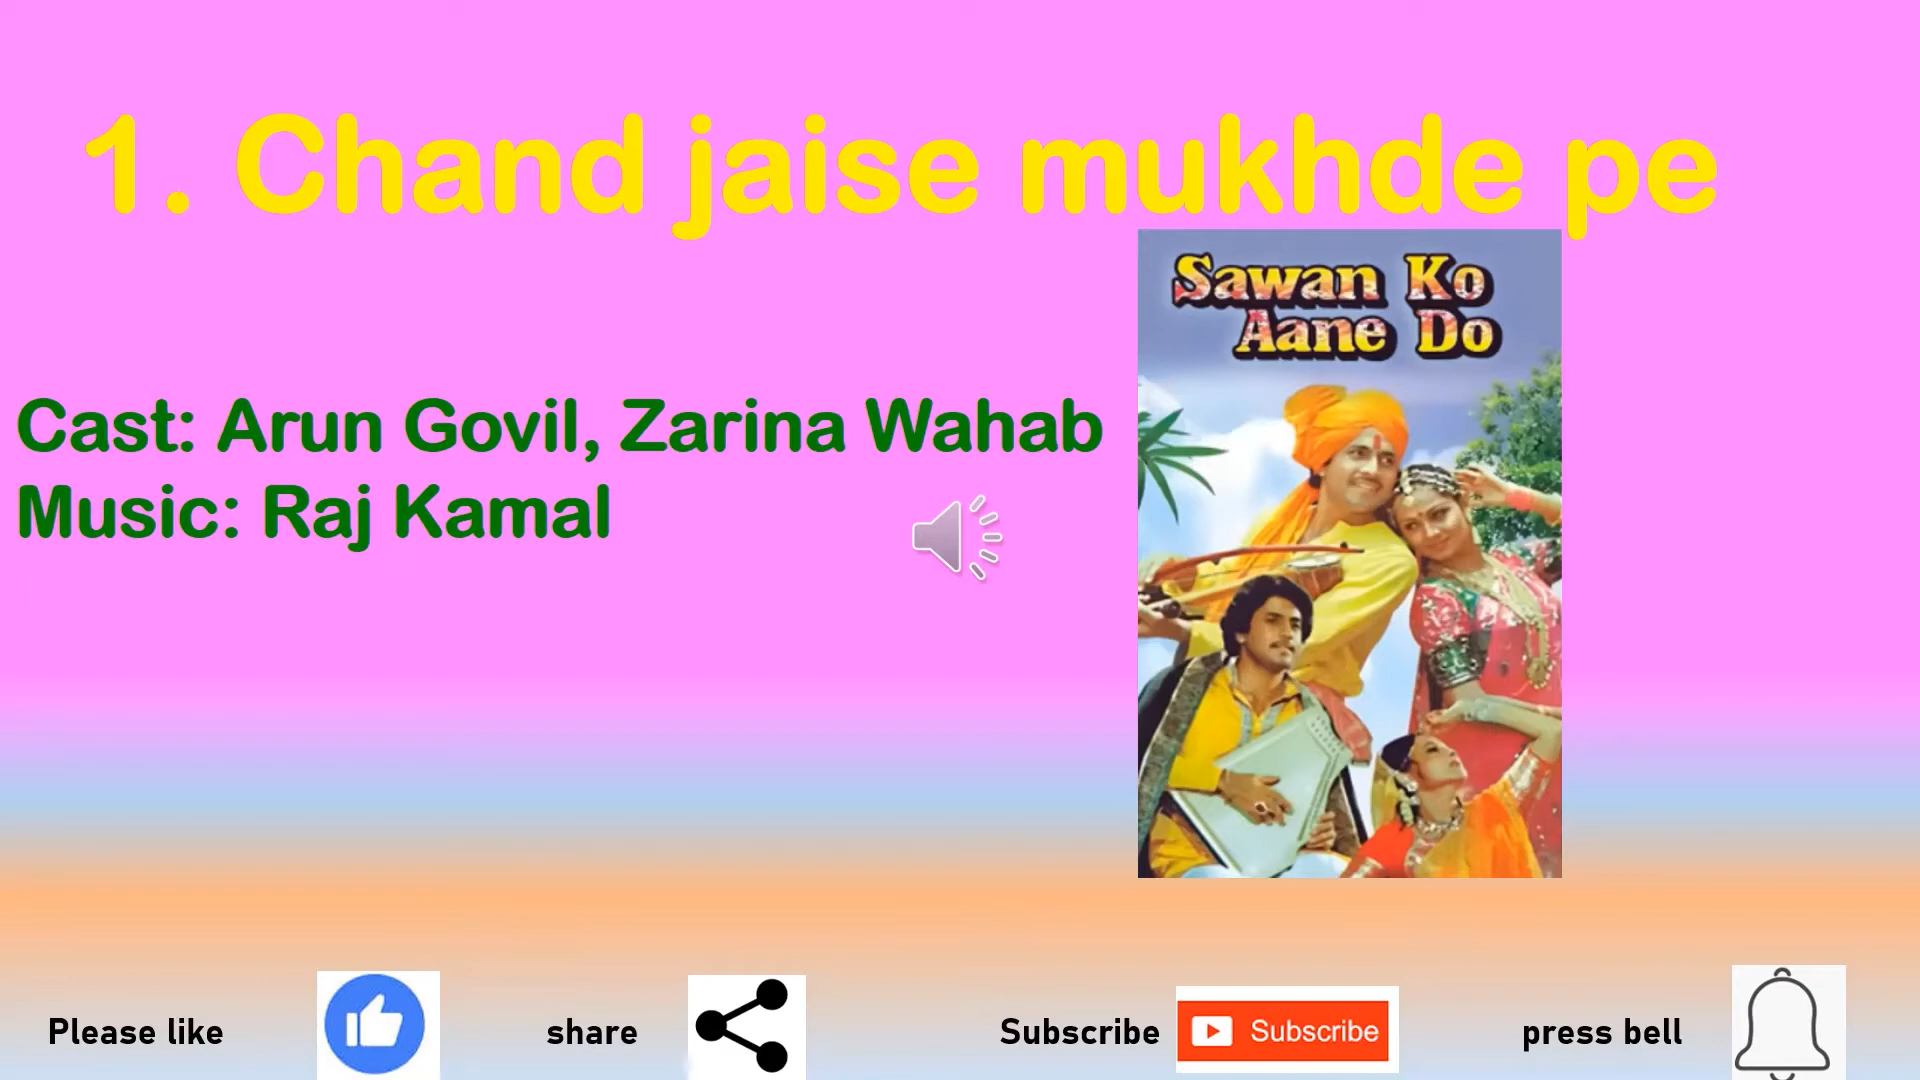 1. Chand jaise mukhde pe
Sawan Ko
Aane Do
Cast: Arun Govil, Zarina Wahab
Music: Raj Kamal
Please like
share
Subscribe
Subscribe
press bell